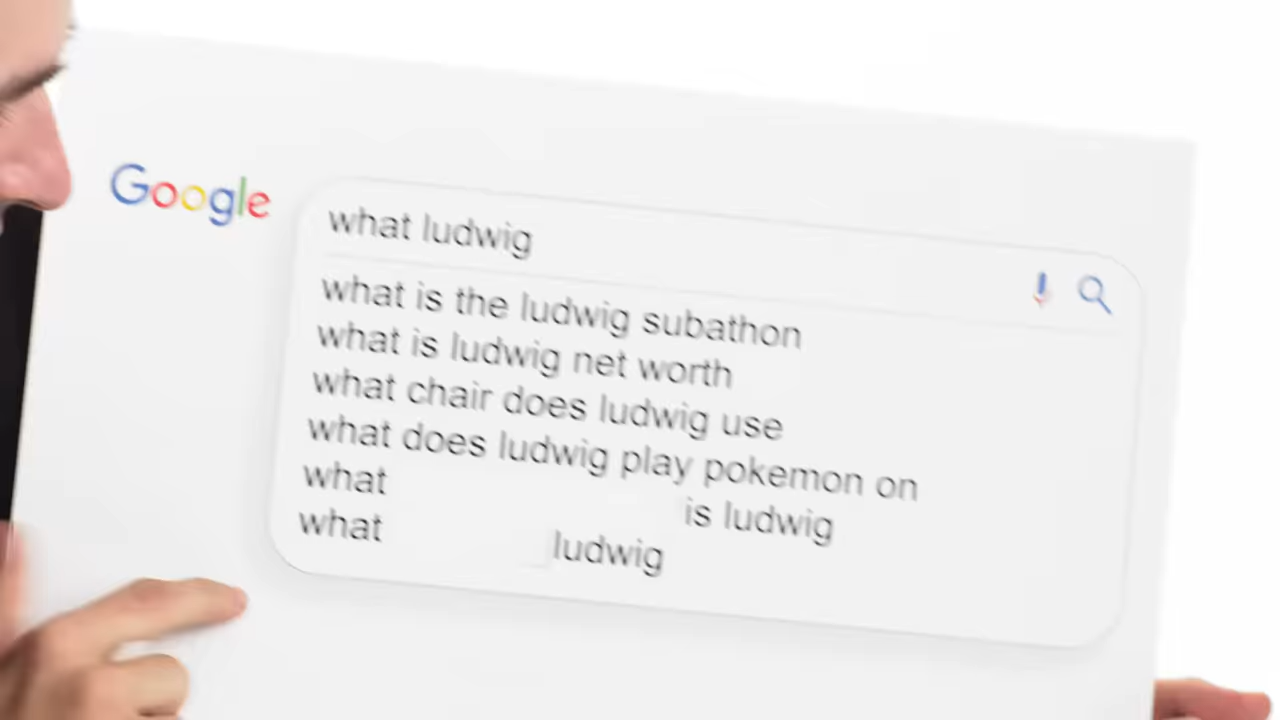 Google
what ludwig
what is the ludwig subathon
what is ludwig net worth
what chair does ludwig use
what does ludwig play pokemon on
what is ludwig
what ludwig